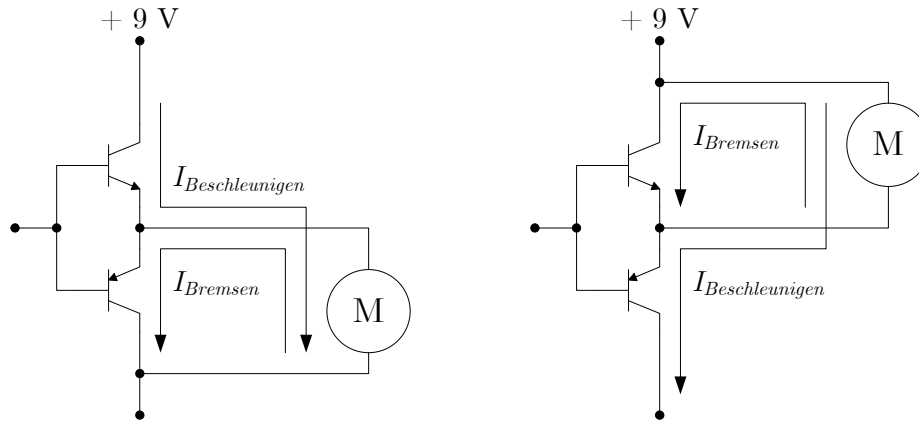 + 9 V
I_Beschleunigen
I_Bremsen
M
+ 9 V
I_Bremsen
M
I_Beschleunigen